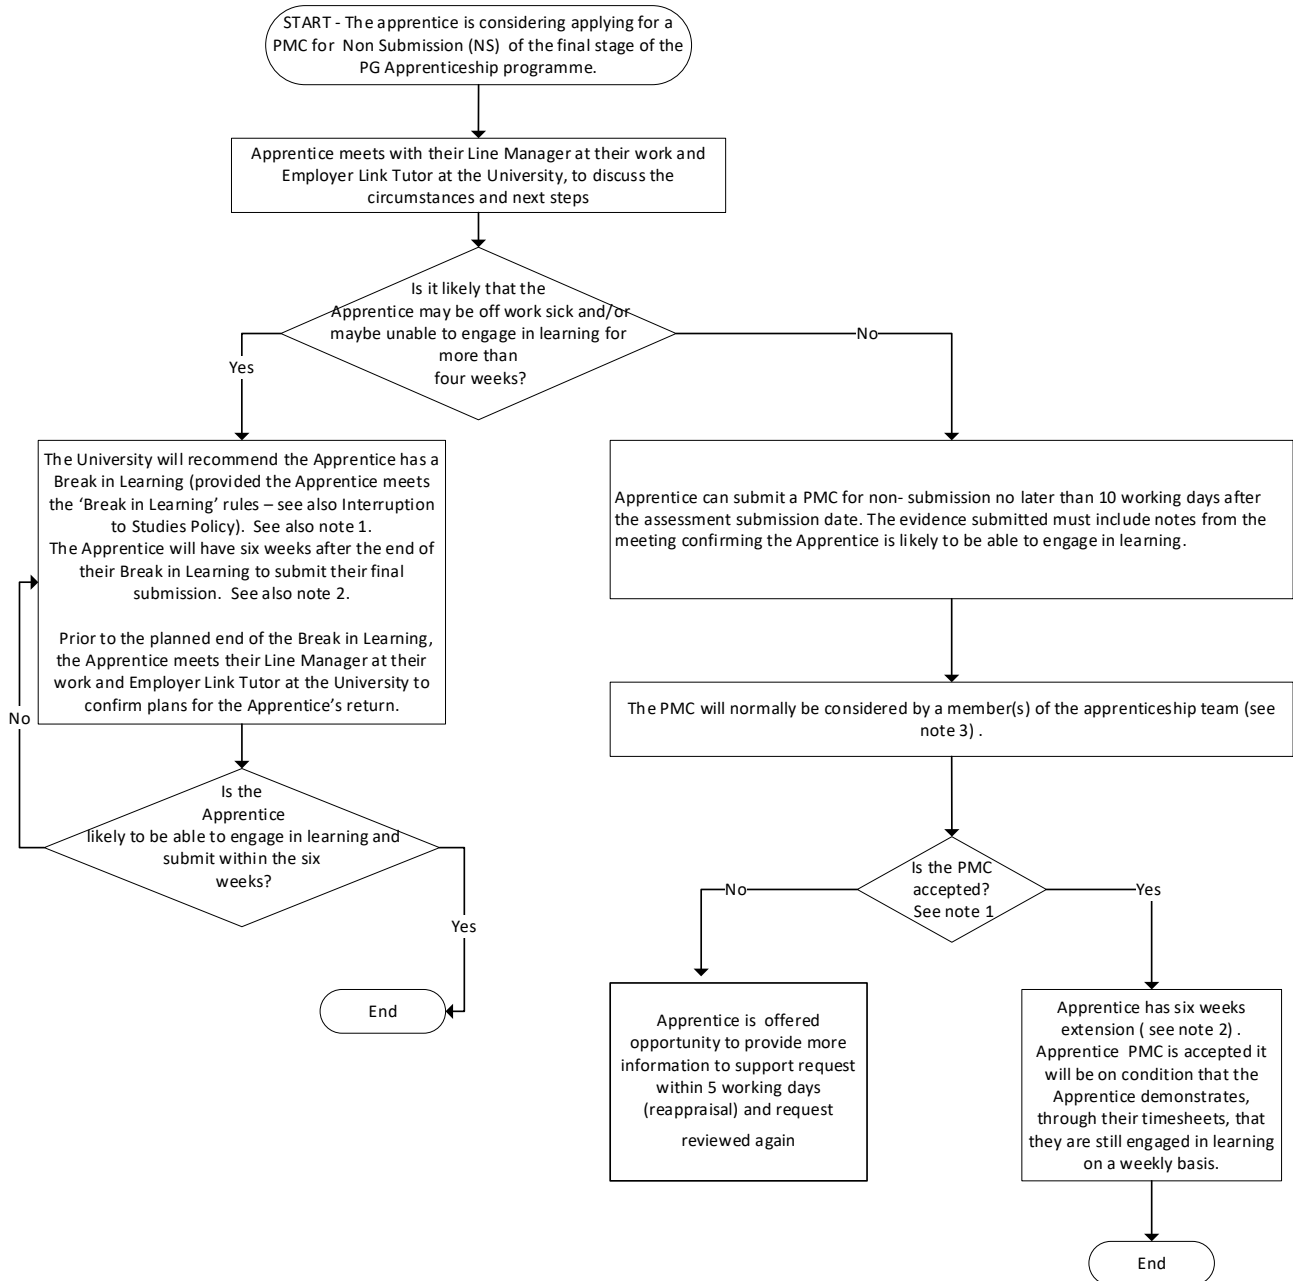 START - The apprentice is considering applying for a
PMC for  Non Submission (NS)  of the final stage of the
PG Apprenticeship programme.
Apprentice meets with their Line Manager at their work and
Employer Link Tutor at the University, to discuss the
circumstances and next steps
Is it likely that the
Apprentice may be off work sick and/or
maybe unable to engage in learning for
more than
four weeks?
Yes
No
The University will recommend the Apprentice has a
Break in Learning (provided the Apprentice meets
the ‘Break in Learning’ rules – see also Interruption
to Studies Policy).  See also note 1.
The Apprentice will have six weeks after the end of
their Break in Learning to submit their final
submission.  See also note 2.
Prior to the planned end of the Break in Learning,
the Apprentice meets their Line Manager at their
work and Employer Link Tutor at the University to
confirm plans for the Apprentice’s return.
No
Is the
Apprentice
likely to be able to engage in learning and
submit within the six
weeks?
Yes
End
Apprentice can submit a PMC for non- submission no later than 10 working days after
the assessment submission date. The evidence submitted must include notes from the
meeting confirming the Apprentice is likely to be able to engage in learning.
The PMC will normally be considered by a member(s) of the apprenticeship team (see
note 3) .
Is the PMC
accepted?
See note 1
No
Yes
Apprentice is  offered
opportunity to provide more
information to support request
within 5 working days
(reappraisal) and request
reviewed again
Apprentice has six weeks
extension ( see note 2) .
Apprentice  PMC is accepted it
will be on condition that the
Apprentice demonstrates,
through their timesheets, that
they are still engaged in learning
on a weekly basis.
End